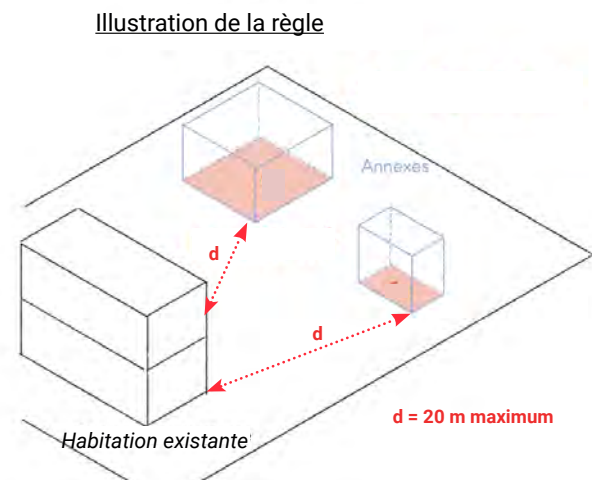 Illustration de la règle
Annexes
d
d
d = 20 m maximum
Habitation existante